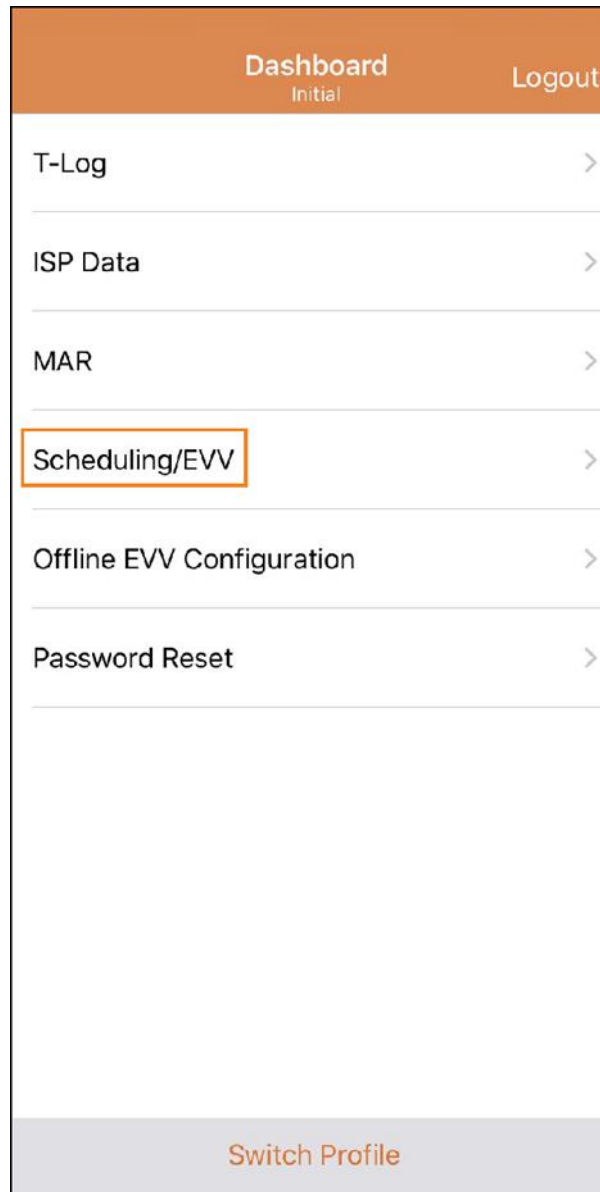 Dashboard
Initial
Logout
T-Log
ISP Data
MAR
Scheduling/EVV
Offline EVV Configuration
Password Reset
Switch Profile